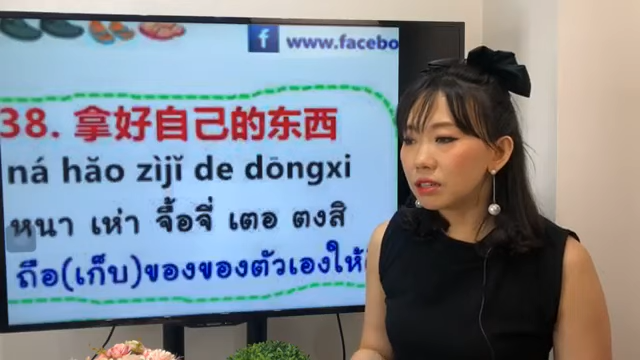 f www.facebo
38. 拿好自己的东西
ná hǎo zìjǐ de dōngxi
หนา เห่า จื้อจี่ เตอ ตงสิ
ถือ(เก็บ)ของของตัวเองให้